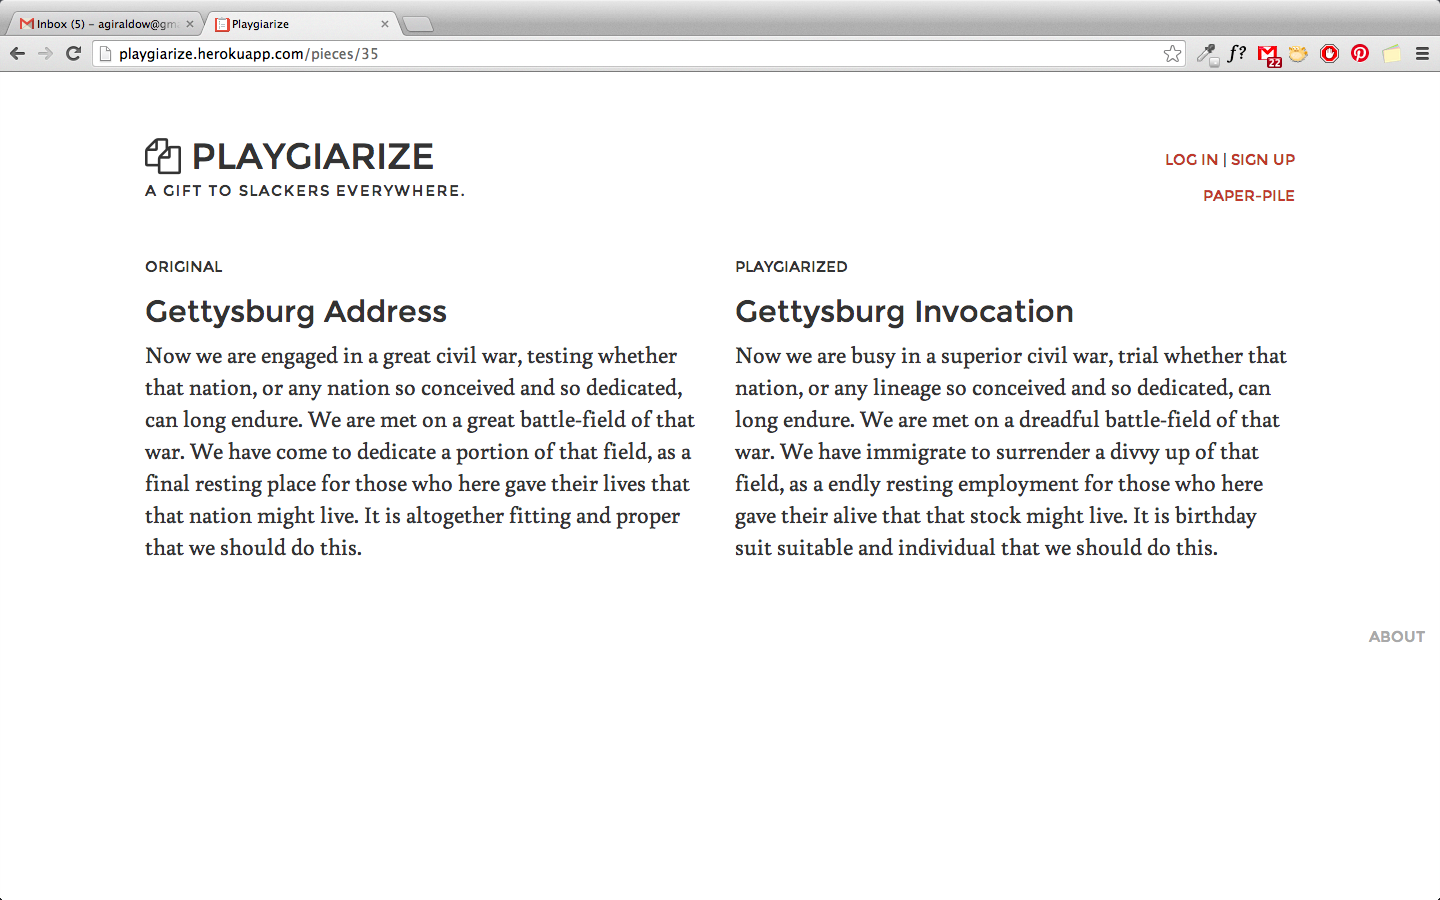 Inbox (5) – agiraldow@gm
Playgiarize
playgiarize.herokuapp.com/pieces/35
f?
22
PLAYGIARIZE
A GIFT TO SLACKERS EVERYWHERE.
LOG IN | SIGN UP
PAPER-PILE
ORIGINAL
Gettysburg Address
Now we are engaged in a great civil war, testing whether
that nation, or any nation so conceived and so dedicated,
can long endure. We are met on a great battle-field of that
war. We have come to dedicate a portion of that field, as a
final resting place for those who here gave their lives that
that nation might live. It is altogether fitting and proper
that we should do this.
PLAYGIARIZED
Gettysburg Invocation
Now we are busy in a superior civil war, trial whether that
nation, or any lineage so conceived and so dedicated, can
long endure. We are met on a dreadful battle-field of that
war. We have immigrate to surrender a divvy up of that
field, as a endly resting employment for those who here
gave their alive that that stock might live. It is birthday
suit suitable and individual that we should do this.
ABOUT